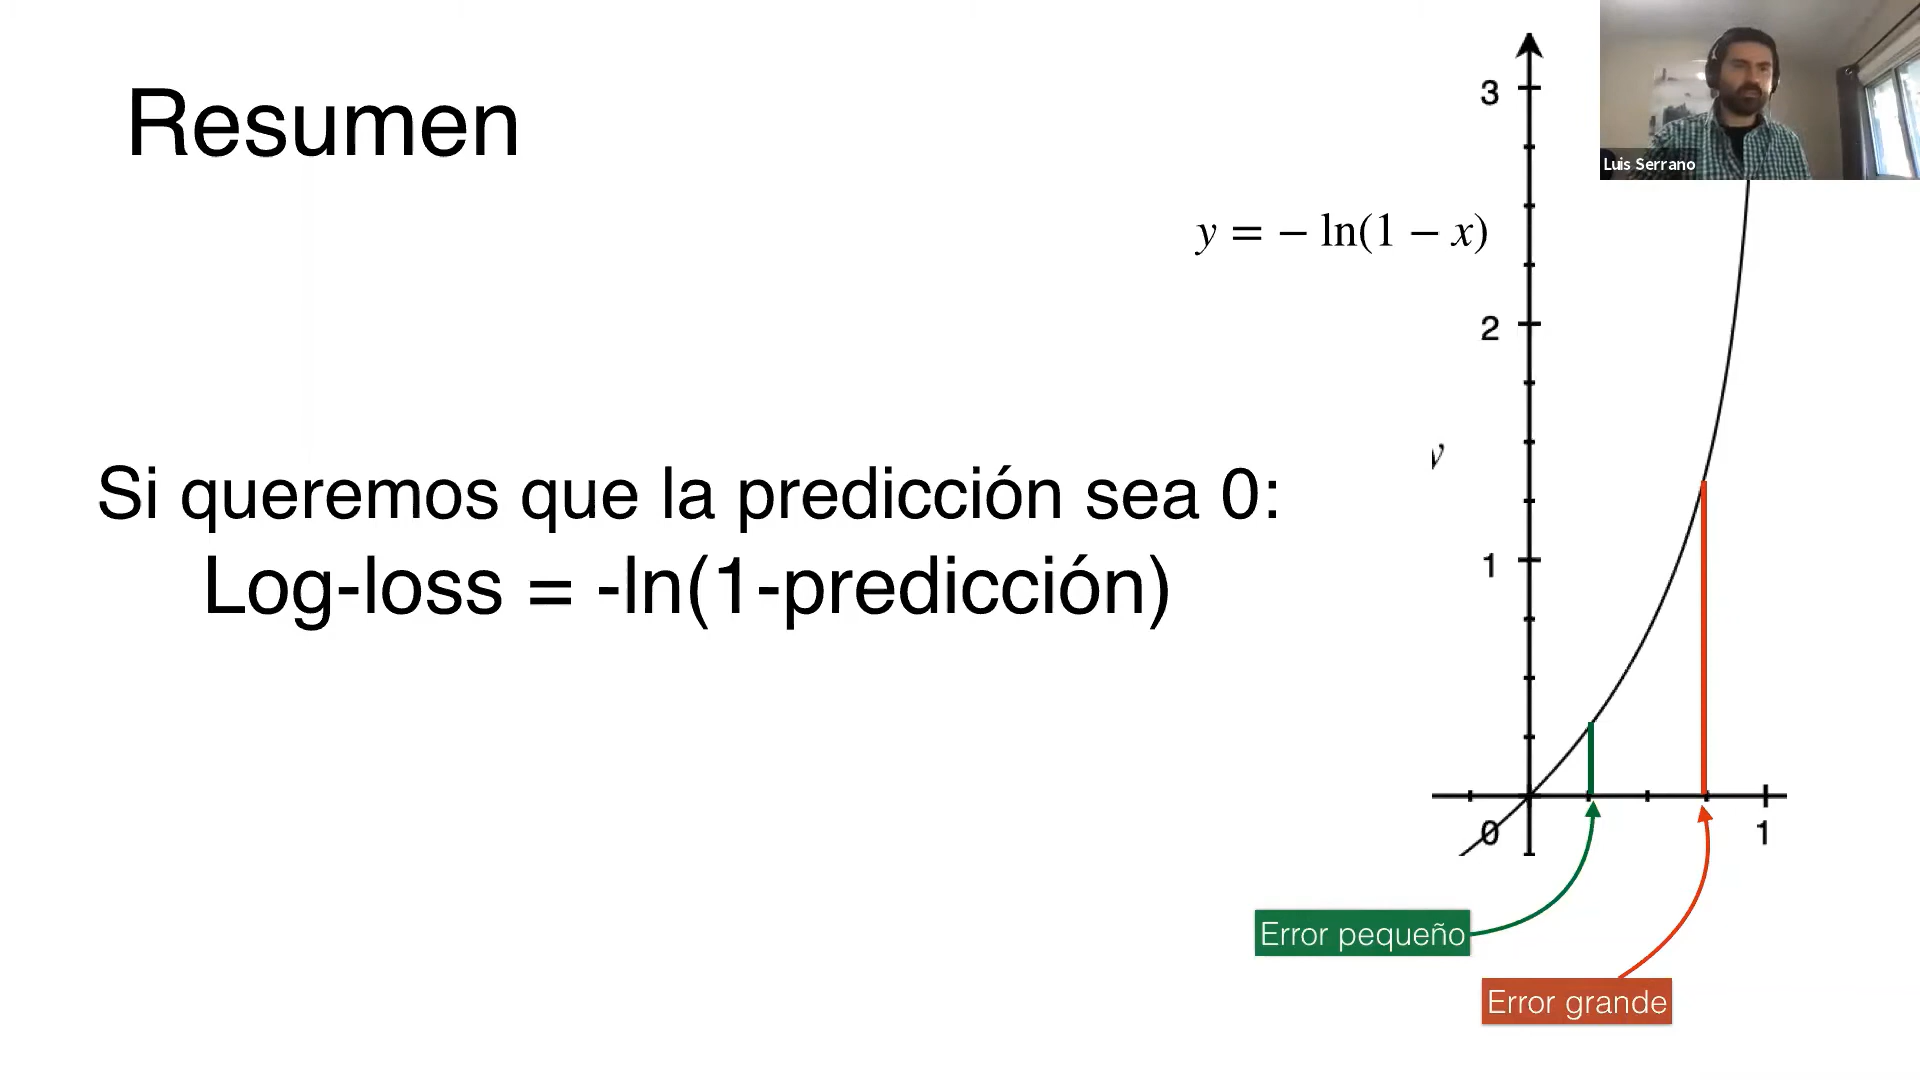 Resumen
Luis Serrano
y = − ln(1 − x)
Si queremos que la predicción sea 0:
Log-loss = -ln(1-predicción)
3
2
1
0
1
y
Error pequeño
Error grande